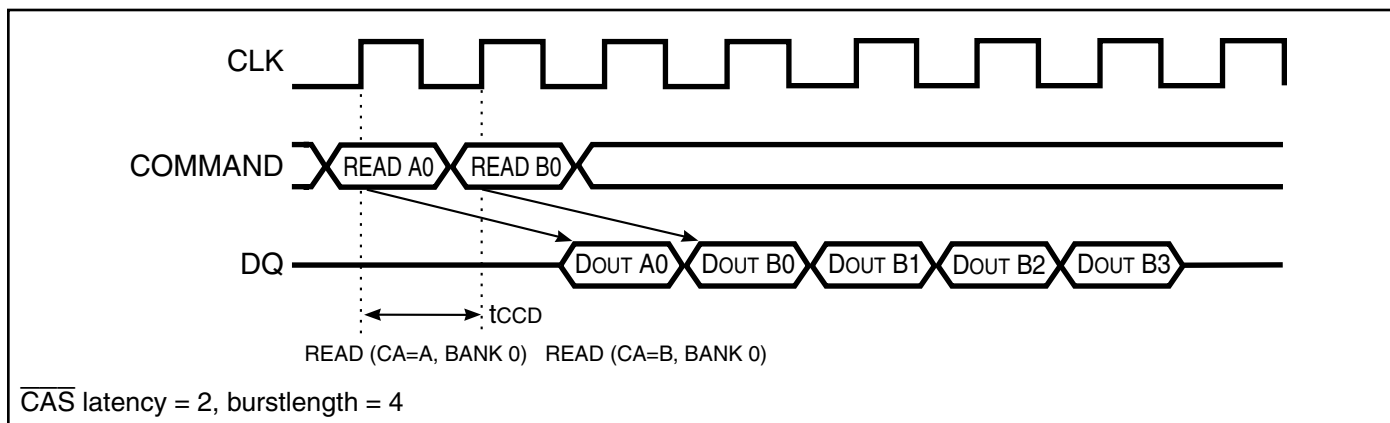 CLK
COMMAND READ A0 READ B0
DQ DOUT A0 DOUT B0 DOUT B1 DOUT B2 DOUT B3
tCCD
READ (CA=A, BANK 0) READ (CA=B, BANK 0)
C̅A̅S̅ latency = 2, burstlength = 4